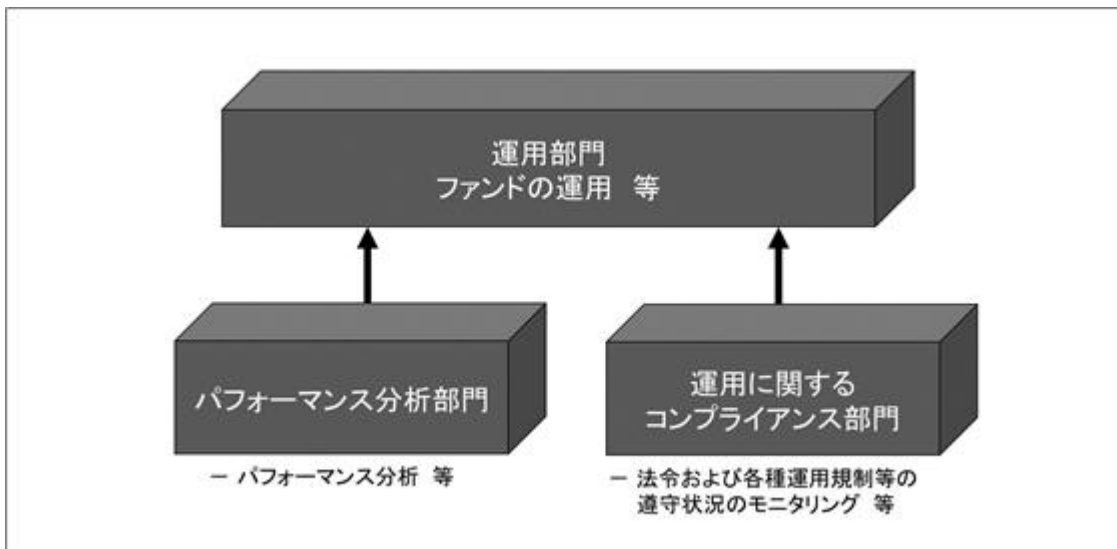 運用部門
ファンドの運用 等
パフォーマンス分析部門
－ パフォーマンス分析 等
運用に関する
コンプライアンス部門
－ 法令および各種運用規制等の
遵守状況のモニタリング 等